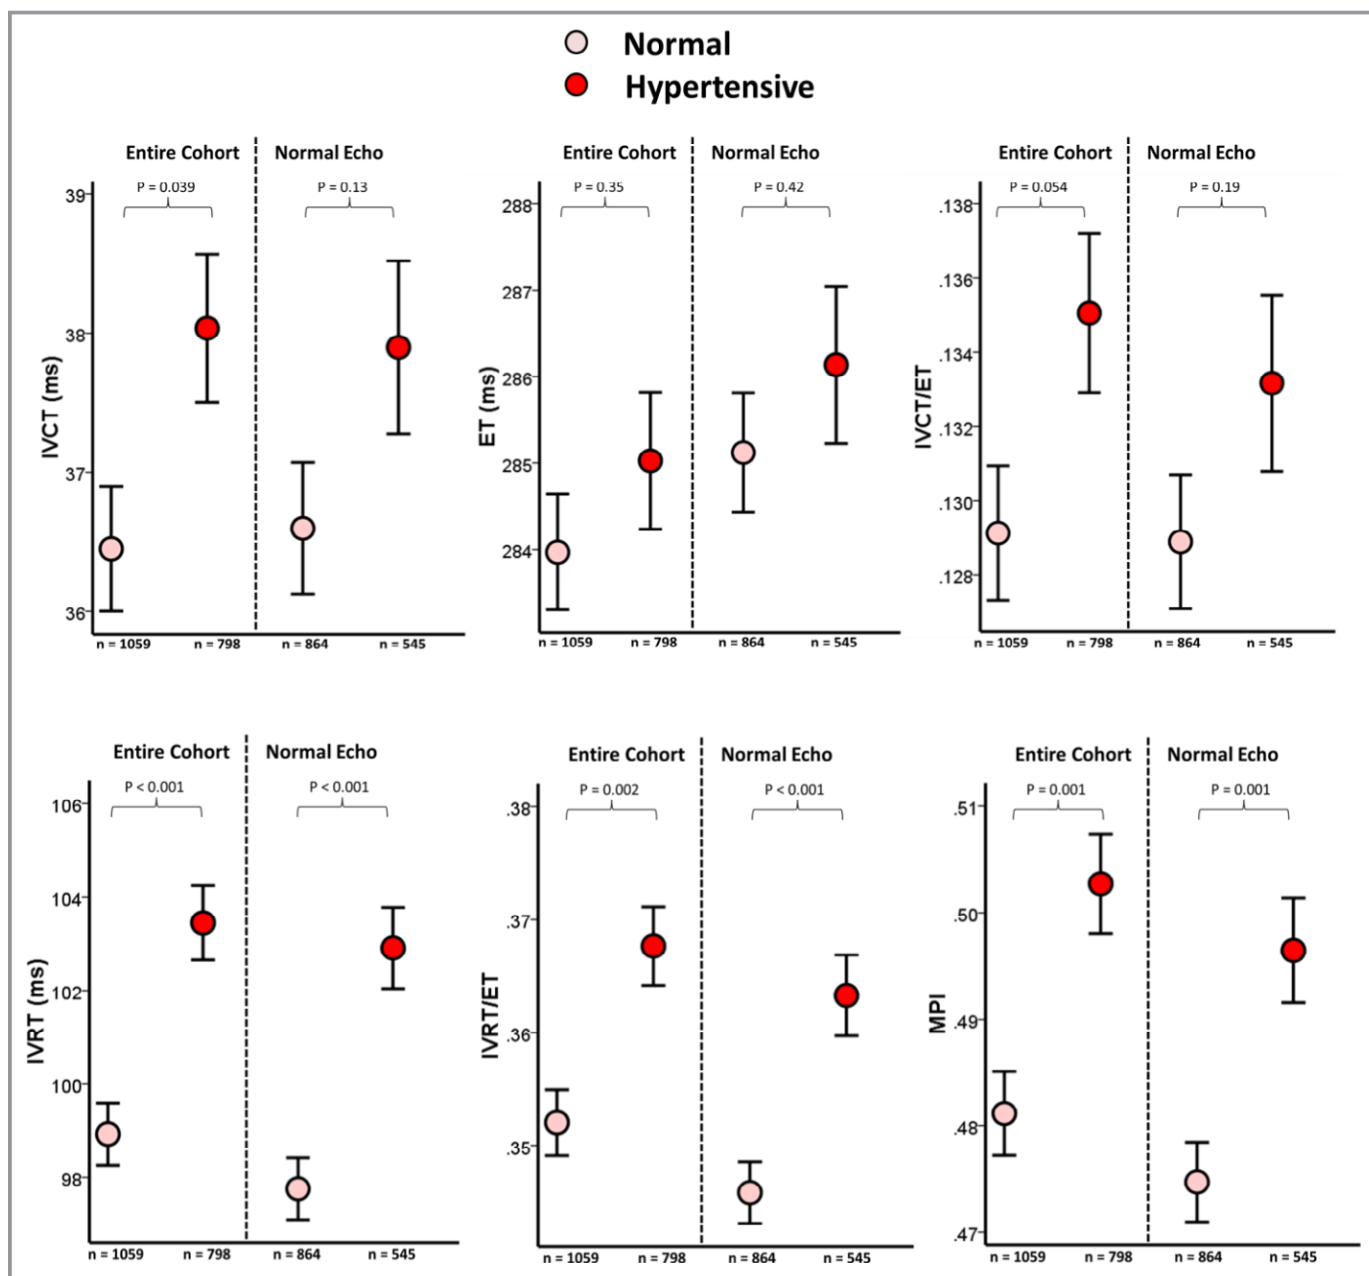 Normal
Hypertensive
Entire Cohort Normal Echo
P = 0.039 P = 0.13
39
38
37
36
IVCT (ms)
n = 1059 n = 798 n = 864 n = 545
Entire Cohort Normal Echo
P = 0.35 P = 0.42
288
287
286
285
284
ET (ms)
n = 1059 n = 798 n = 864 n = 545
Entire Cohort Normal Echo
P = 0.054 P = 0.19
.138
.136
.134
.132
.130
.128
IVCT/ET
n = 1059 n = 798 n = 864 n = 545
Entire Cohort Normal Echo
P < 0.001 P < 0.001
106
104
102
100
98
IVRT (ms)
n = 1059 n = 798 n = 864 n = 545
Entire Cohort Normal Echo
P = 0.002 P < 0.001
.38
.37
.36
.35
IVRT/ET
n = 1059 n = 798 n = 864 n = 545
Entire Cohort Normal Echo
P = 0.001 P = 0.001
.51
.50
.49
.48
.47
MPI
n = 1059 n = 798 n = 864 n = 545